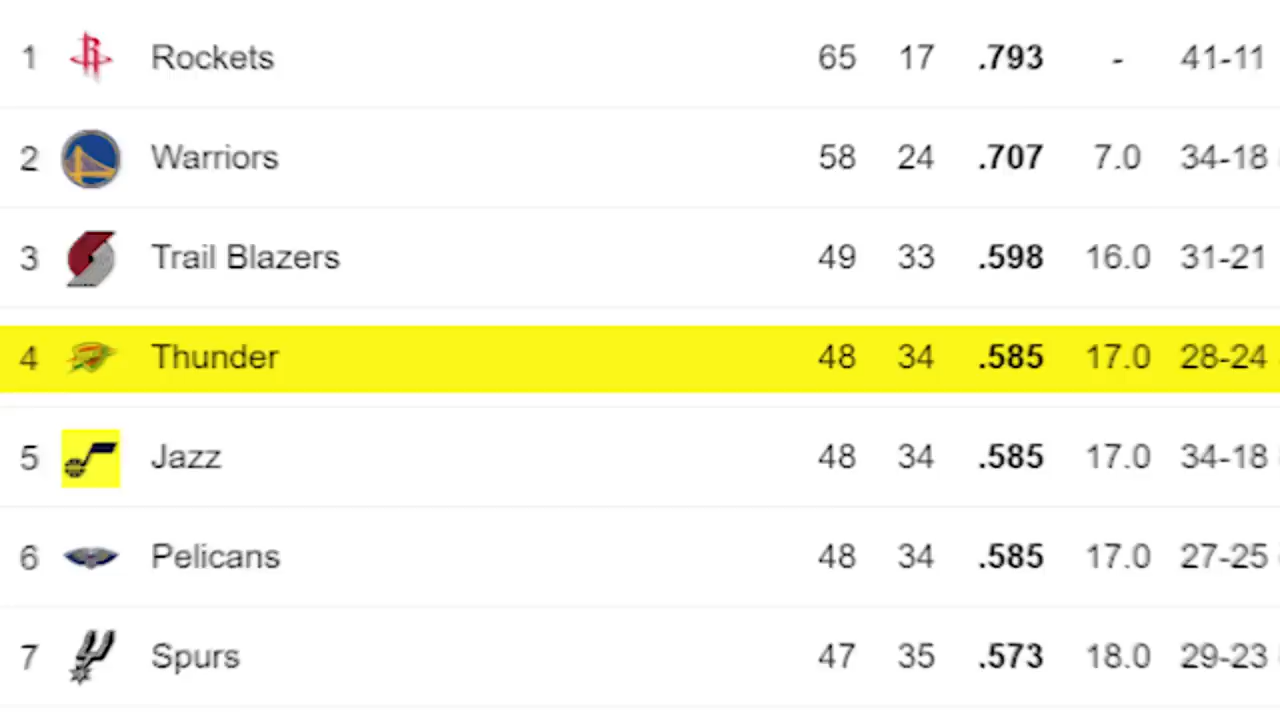 1 Rockets 65 17 .793 - 41-11
2 Warriors 58 24 .707 7.0 34-18
3 Trail Blazers 49 33 .598 16.0 31-21
4 Thunder 48 34 .585 17.0 28-24
5 Jazz 48 34 .585 17.0 34-18
6 Pelicans 48 34 .585 17.0 27-25
7 Spurs 47 35 .573 18.0 29-23